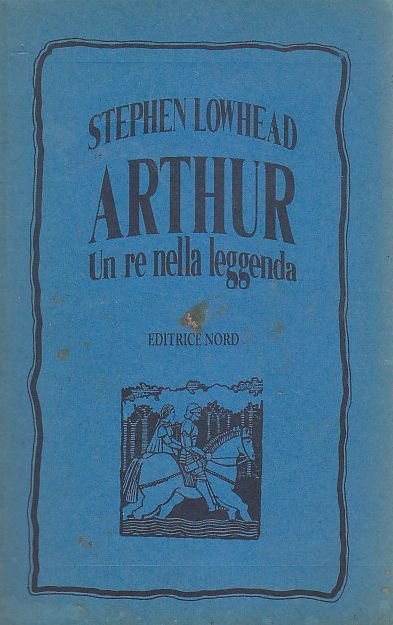 STEPHEN LOWHEAD
ARTHUR
Un re nella leggenda
EDITRICE NORD